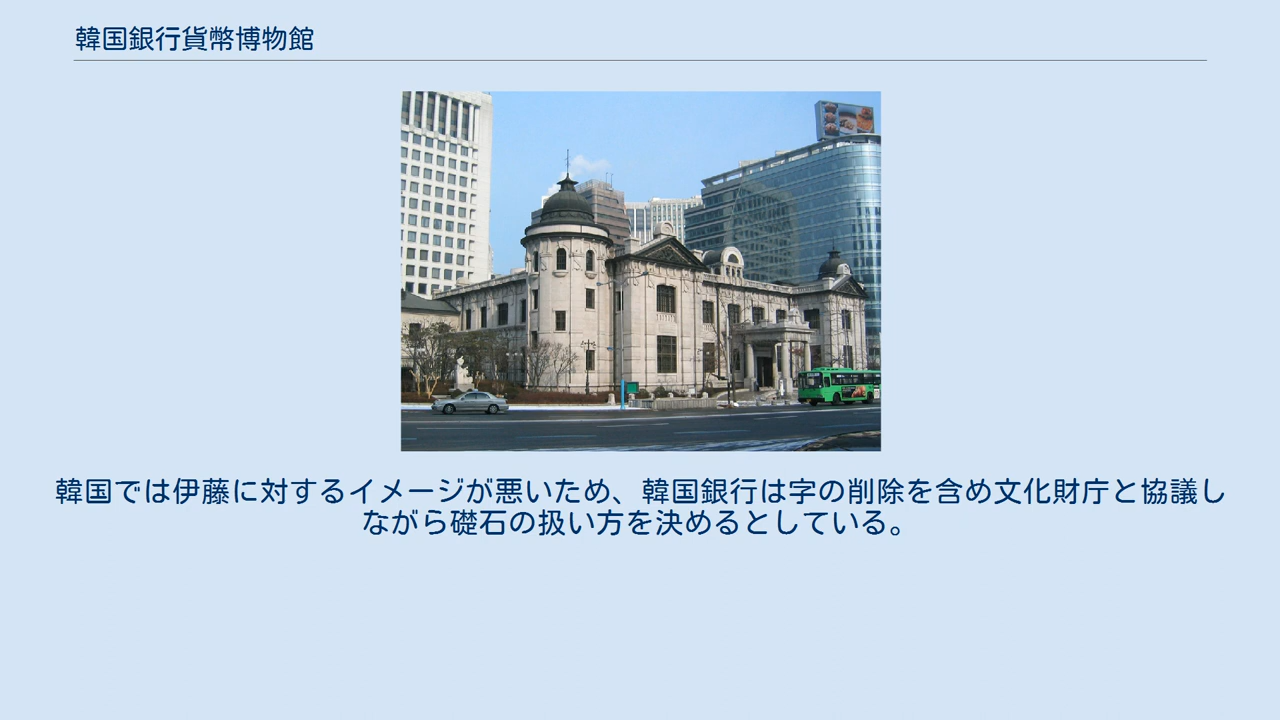 韓国銀行貨幣博物館
韓国では伊藤に対するイメージが悪いため、韓国銀行は字の削除を含め文化財庁と協議し
ながら礎石の扱い方を決めるとしている。